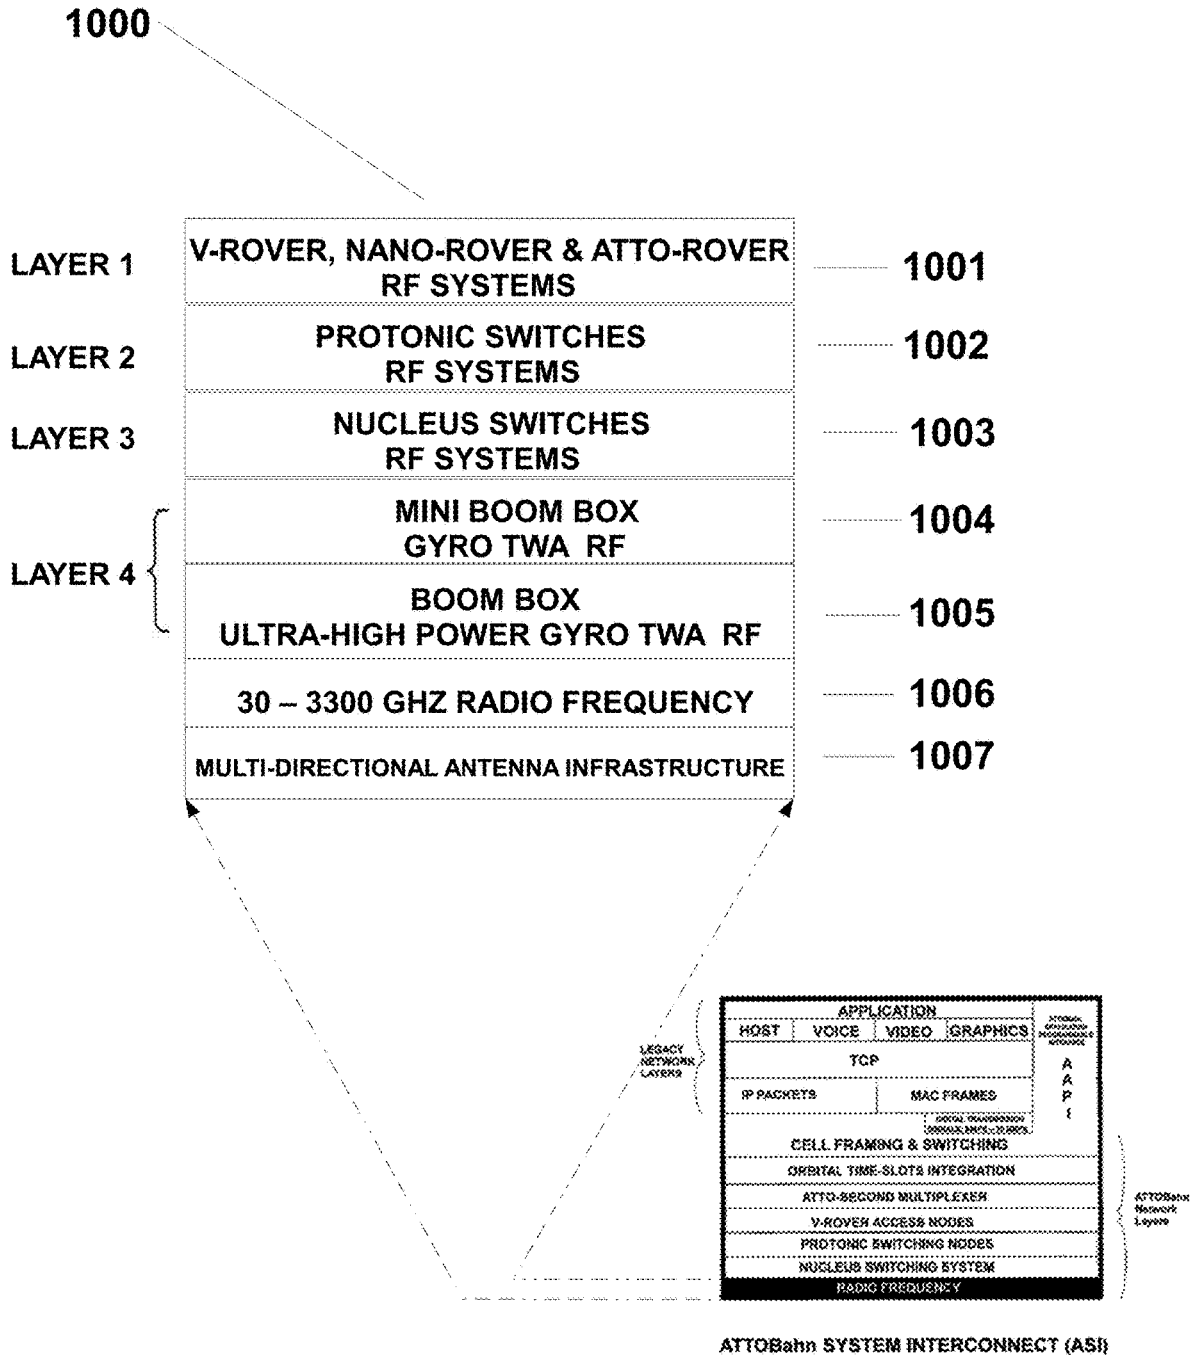 1000
LAYER 1
V-ROVER, NANO-ROVER & ATTO-ROVER
RF SYSTEMS
1001
LAYER 2
PROTONIC SWITCHES
RF SYSTEMS
1002
LAYER 3
NUCLEUS SWITCHES
RF SYSTEMS
1003
LAYER 4
MINI BOOM BOX
GYRO TWA RF
1004
BOOM BOX
ULTRA-HIGH POWER GYRO TWA RF
1005
30 – 3300 GHZ RADIO FREQUENCY
1006
MULTI-DIRECTIONAL ANTENNA INFRASTRUCTURE
1007
LEGACY
NETWORK
LAYERS
APPLICATION
HOST
VOICE
VIDEO
GRAPHICS
TCP
IP PACKETS
MAC FRAMES
A
A
P
I
CELL FRAMING & SWITCHING
ORBITAL TIME-SLOTS INTEGRATION
ATTO-SECOND MULTIPLEXER
V-ROVER ACCESS NODES
PROTONIC SWITCHING NODES
NUCLEUS SWITCHING SYSTEM
RADIO FREQUENCY
ATTOBahn
Network
Layers
ATTOBahn SYSTEM INTERCONNECT (ASI)